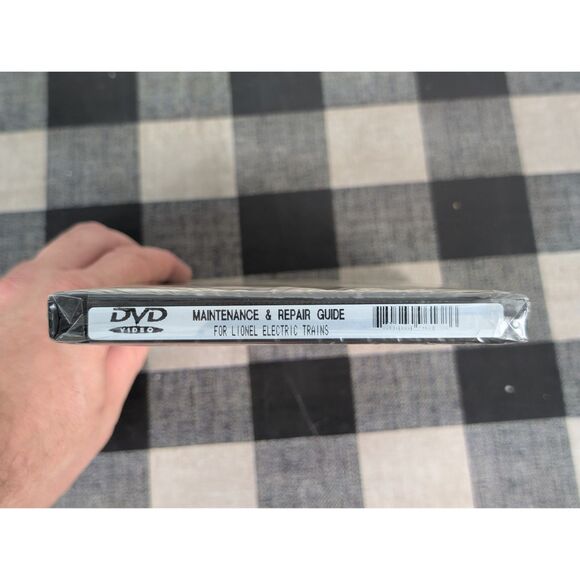 DVD
VIDEO
MAINTENANCE & REPAIR GUIDE
FOR LIONEL ELECTRIC TRAINS